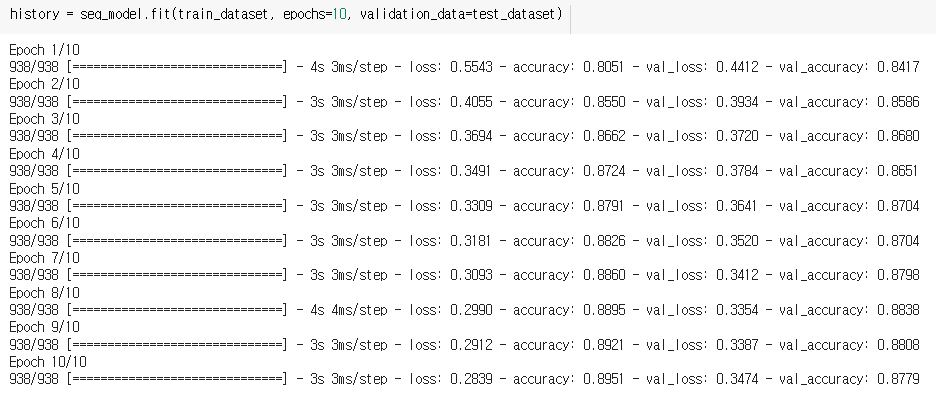 history = seq_model.fit(train_dataset, epochs=10, validation_data=test_dataset)
Epoch 1/10
938/938 [==============================] - 4s 3ms/step - loss: 0.5543 - accuracy: 0.8051 - val_loss: 0.4412 - val_accuracy: 0.8417
Epoch 2/10
938/938 [==============================] - 3s 3ms/step - loss: 0.4055 - accuracy: 0.8550 - val_loss: 0.3934 - val_accuracy: 0.8586
Epoch 3/10
938/938 [==============================] - 3s 3ms/step - loss: 0.3694 - accuracy: 0.8662 - val_loss: 0.3720 - val_accuracy: 0.8680
Epoch 4/10
938/938 [==============================] - 3s 3ms/step - loss: 0.3491 - accuracy: 0.8724 - val_loss: 0.3784 - val_accuracy: 0.8651
Epoch 5/10
938/938 [==============================] - 3s 3ms/step - loss: 0.3309 - accuracy: 0.8791 - val_loss: 0.3641 - val_accuracy: 0.8704
Epoch 6/10
938/938 [==============================] - 3s 3ms/step - loss: 0.3181 - accuracy: 0.8826 - val_loss: 0.3520 - val_accuracy: 0.8704
Epoch 7/10
938/938 [==============================] - 3s 3ms/step - loss: 0.3093 - accuracy: 0.8860 - val_loss: 0.3412 - val_accuracy: 0.8798
Epoch 8/10
938/938 [==============================] - 4s 4ms/step - loss: 0.2990 - accuracy: 0.8895 - val_loss: 0.3354 - val_accuracy: 0.8838
Epoch 9/10
938/938 [==============================] - 3s 3ms/step - loss: 0.2912 - accuracy: 0.8921 - val_loss: 0.3387 - val_accuracy: 0.8808
Epoch 10/10
938/938 [==============================] - 3s 3ms/step - loss: 0.2839 - accuracy: 0.8951 - val_loss: 0.3474 - val_accuracy: 0.8779